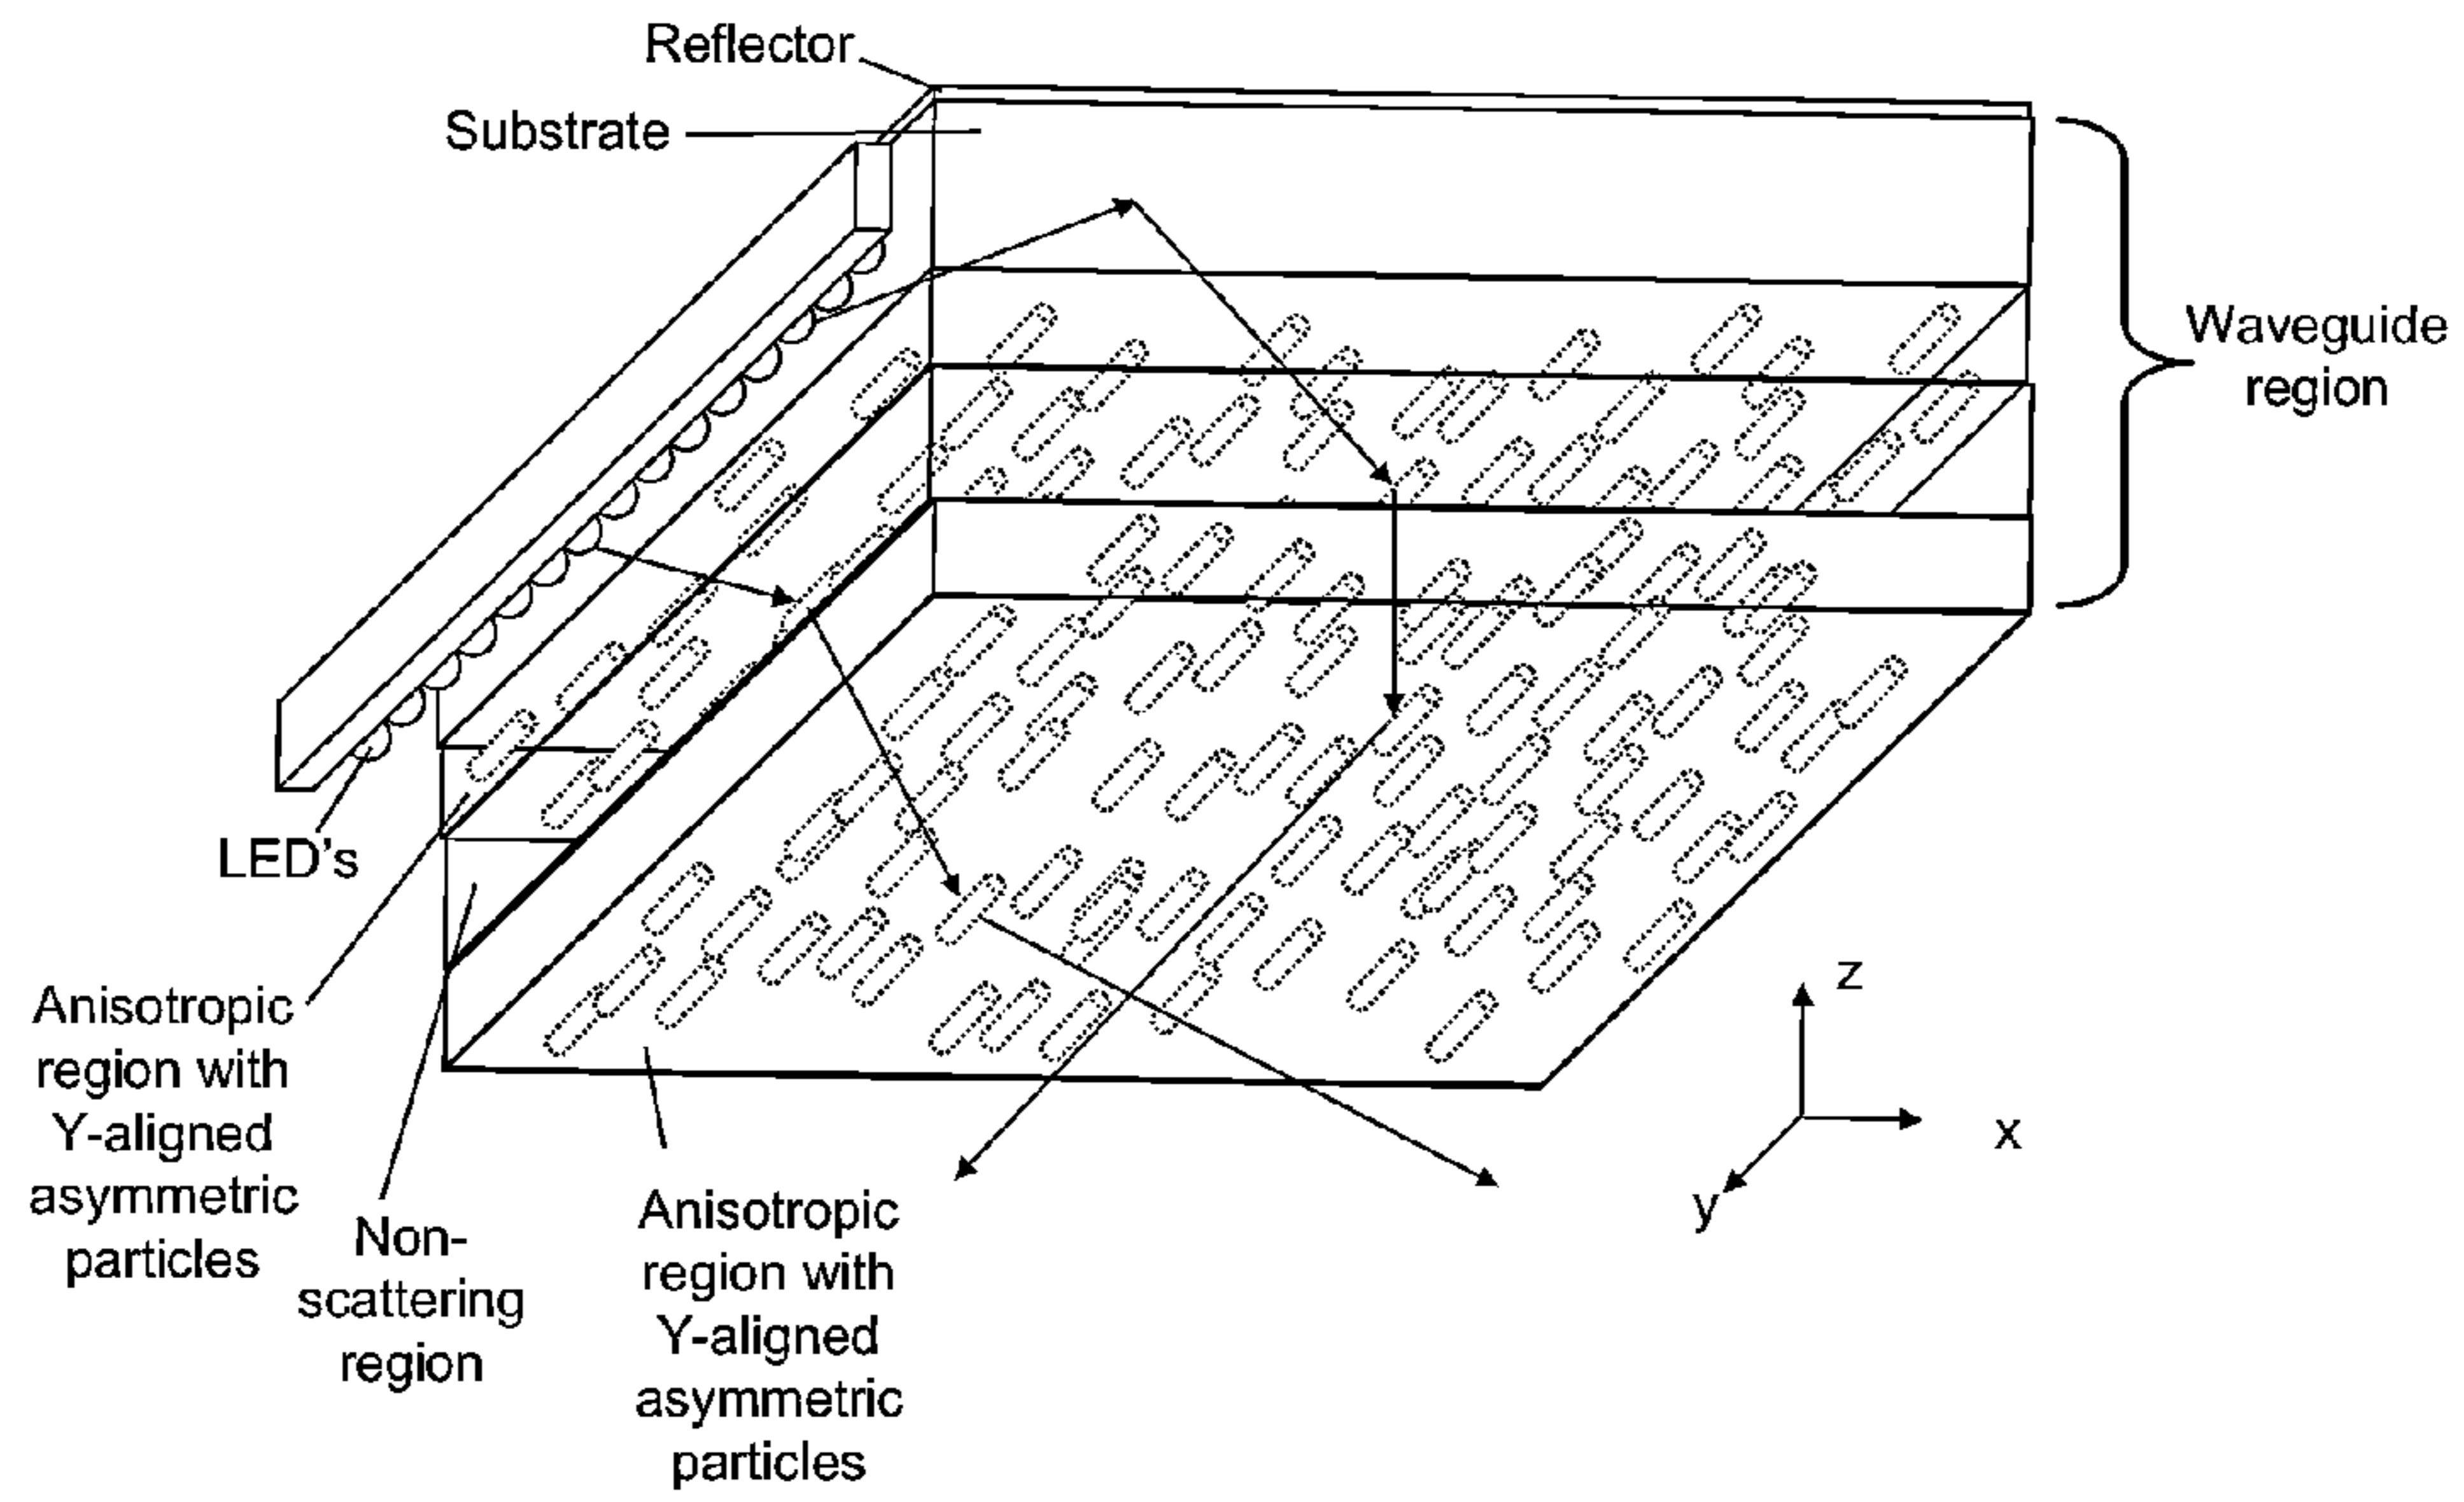 Reflector
Substrate
Waveguide
region
LED's
Anisotropic
region with
Y-aligned
asymmetric
particles
Non-
scattering
region
Anisotropic
region with
Y-aligned
asymmetric
particles
z
x
y